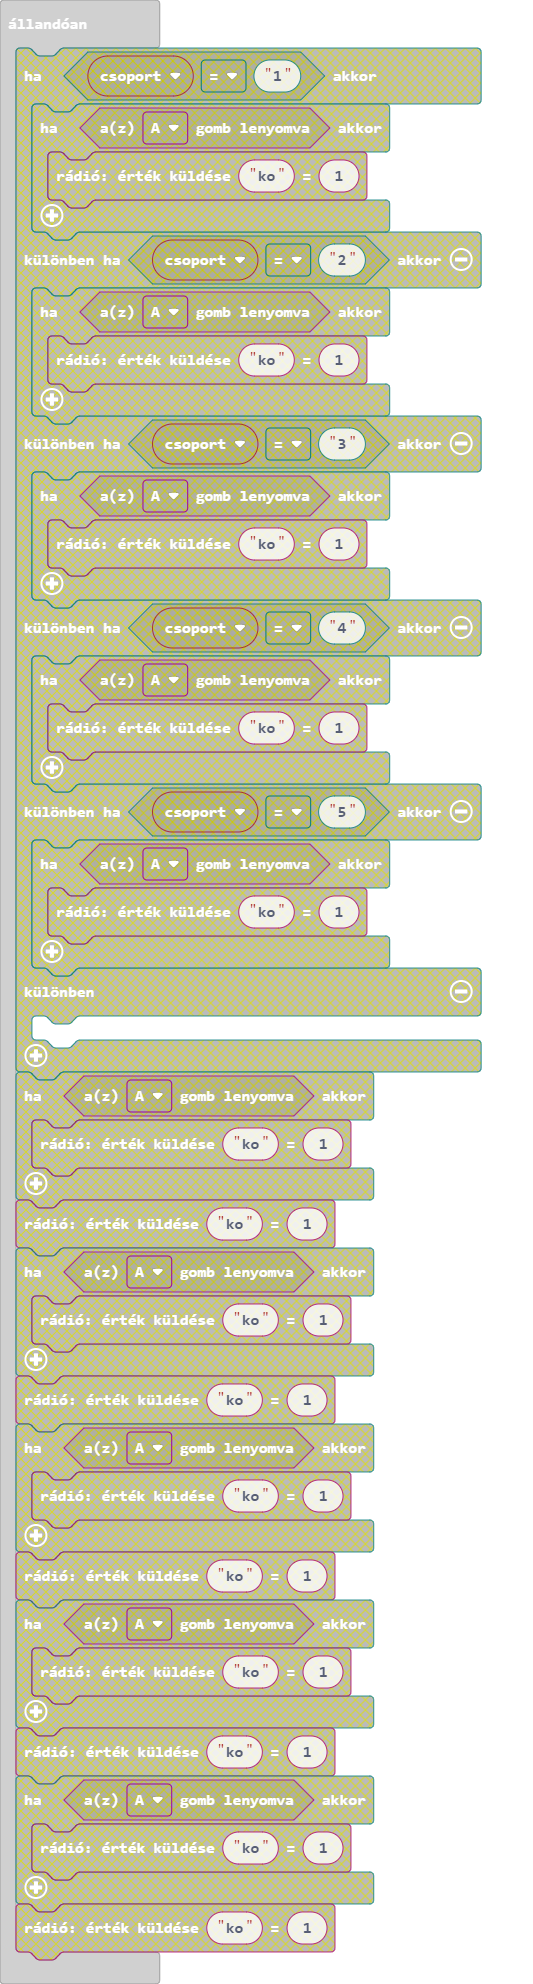 állandóan
ha csoport = "1" akkor
ha a(z) A gomb lenyomva akkor
rádió: érték küldése "ko" = 1
különben ha csoport = "2" akkor
ha a(z) A gomb lenyomva akkor
rádió: érték küldése "ko" = 1
különben ha csoport = "3" akkor
ha a(z) A gomb lenyomva akkor
rádió: érték küldése "ko" = 1
különben ha csoport = "4" akkor
ha a(z) A gomb lenyomva akkor
rádió: érték küldése "ko" = 1
különben ha csoport = "5" akkor
ha a(z) A gomb lenyomva akkor
rádió: érték küldése "ko" = 1
különben
ha a(z) A gomb lenyomva akkor
rádió: érték küldése "ko" = 1
rádió: érték küldése "ko" = 1
ha a(z) A gomb lenyomva akkor
rádió: érték küldése "ko" = 1
rádió: érték küldése "ko" = 1
ha a(z) A gomb lenyomva akkor
rádió: érték küldése "ko" = 1
rádió: érték küldése "ko" = 1
ha a(z) A gomb lenyomva akkor
rádió: érték küldése "ko" = 1
rádió: érték küldése "ko" = 1
ha a(z) A gomb lenyomva akkor
rádió: érték küldése "ko" = 1
rádió: érték küldése "ko" = 1